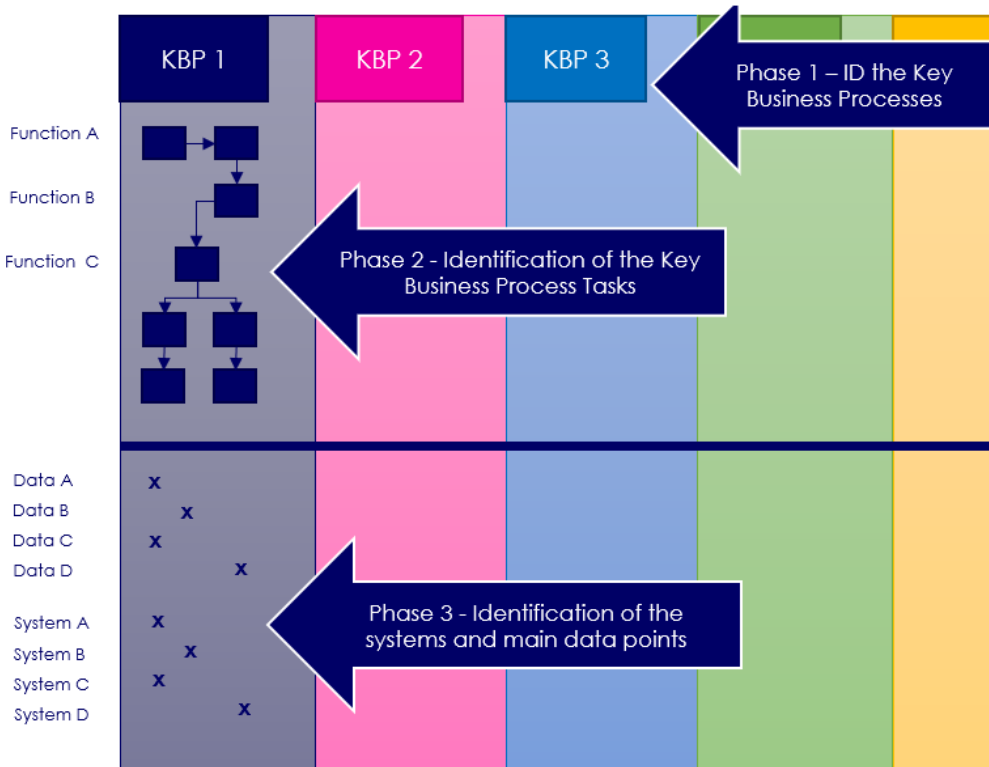 KBP 1
KBP 2
KBP 3
Phase 1 – ID the Key
Business Processes
Function A
Function B
Function C
Phase 2 - Identification of the Key
Business Process Tasks
Data A
x
Data B
x
Data C
x
Data D
x
System A
x
System B
x
System C
x
System D
x
Phase 3 - Identification of the
systems and main data points